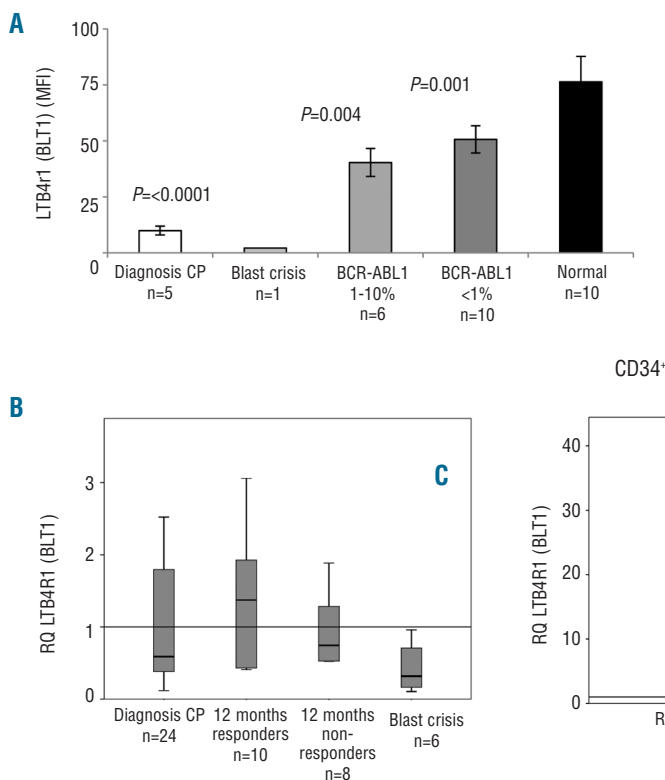 A
LTB4r1 (BLT1) (MFI)
100
75
50
25
0
P=<0.0001
P=0.004
P=0.001
Diagnosis CP
n=5
Blast crisis
n=1
BCR-ABL1
1-10%
n=6
BCR-ABL1
<1%
n=10
Normal
n=10
B
RQ LTB4R1 (BLT1)
3
2
1
0
Diagnosis CP
n=24
12 months
responders
n=10
12 months
non-
responders
n=8
Blast crisis
n=6
C
CD34+
RQ LTB4R1 (BLT1)
40
30
20
10
0
R